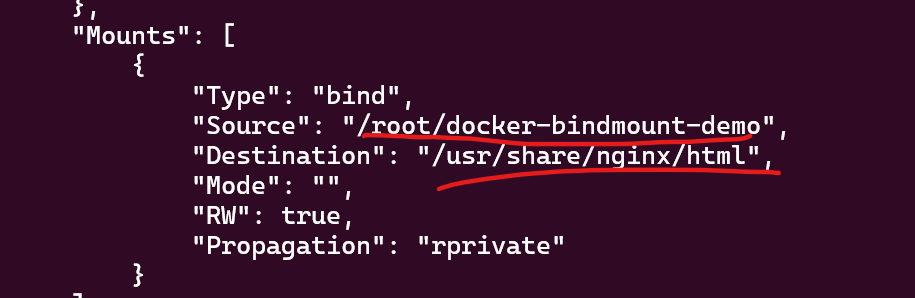 },
"Mounts": [
{
"Type": "bind",
"Source": "/root/docker-bindmount-demo",
"Destination": "/usr/share/nginx/html",
"Mode": "",
"RW": true,
"Propagation": "rprivate"
}
]